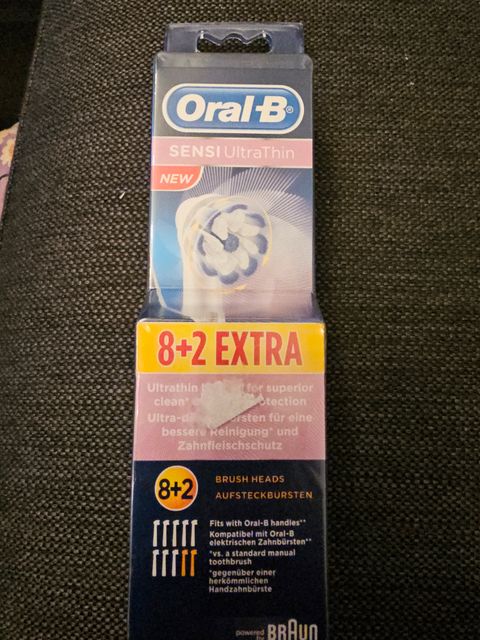 Oral-B®
SENSI UltraThin
NEW
8+2 EXTRA
Ultrathin for superior
clean*
Ultra- für eine
bessere Reinigung* und
Zahnfleischschutz
8+2
BRUSH HEADS
AUFSTECKBÜRSTEN
Fits with Oral-B handles**
Kompatibel mit Oral-B
elektrischen Zahnbürsten**
*vs. a standard manual
toothbrush
*gegenüber einer
herkömmlichen
Handzahnbürste
powered by BRAUN